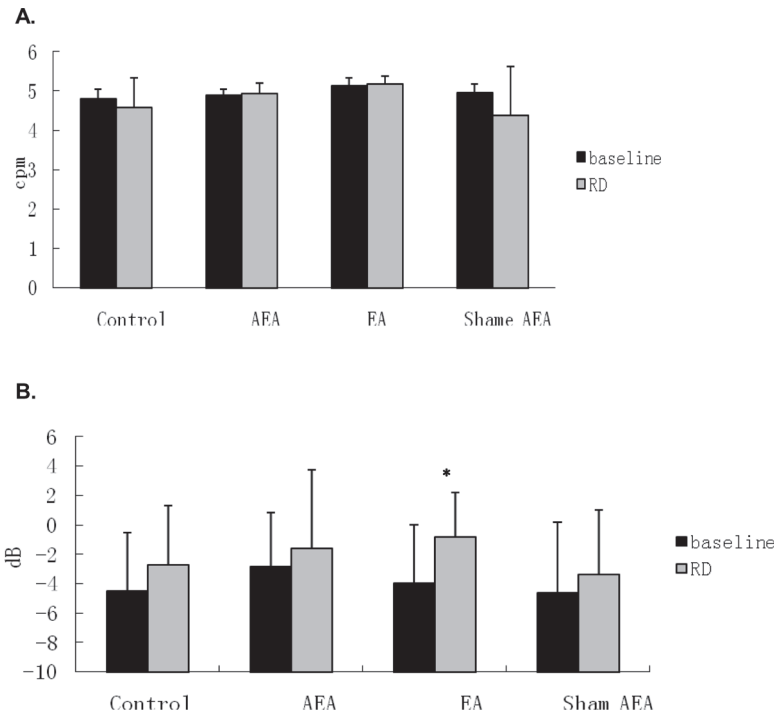 A.
6
5
4
3
2
1
0
cpm
Control AEA EA Shame AEA
baseline
RD
B.
6
4
2
0
−2
−4
−6
−8
−10
dB
*
Control AEA EA Sham AEA
baseline
RD